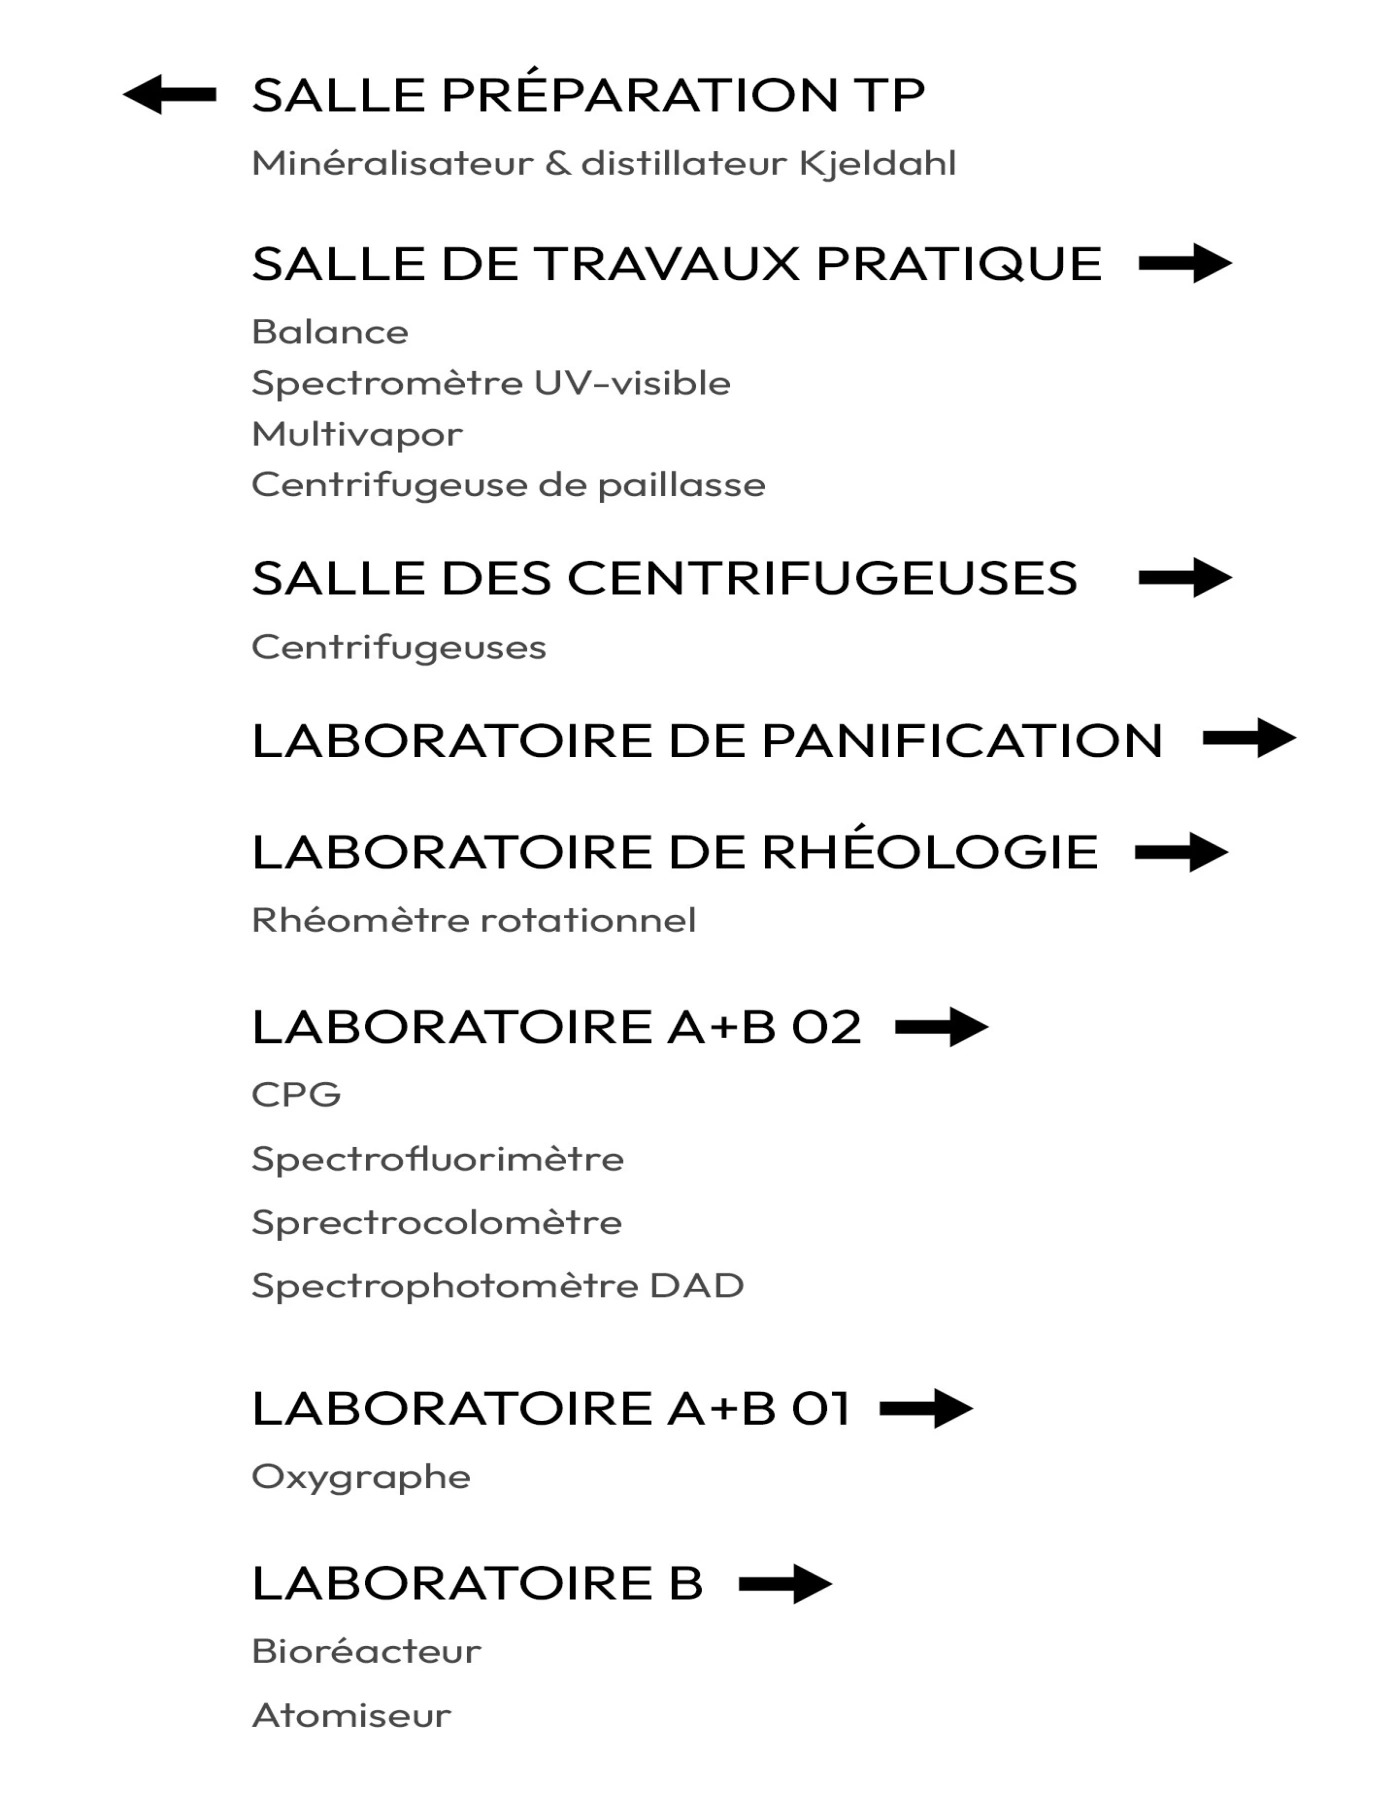 SALLE PRÉPARATION TP
Minéralisateur & distillateur Kjeldahl
SALLE DE TRAVAUX PRATIQUE
Balance
Spectromètre UV-visible
Multivapor
Centrifugeuse de paillasse
SALLE DES CENTRIFUGEUSES
Centrifugeuses
LABORATOIRE DE PANIFICATION
LABORATOIRE DE RHÉOLOGIE
Rhéomètre rotationnel
LABORATOIRE A+B 02
CPG
Spectrofluorimètre
Sprectrocolomètre
Spectrophotomètre DAD
LABORATOIRE A+B 01
Oxygraphe
LABORATOIRE B
Bioréacteur
Atomiseur